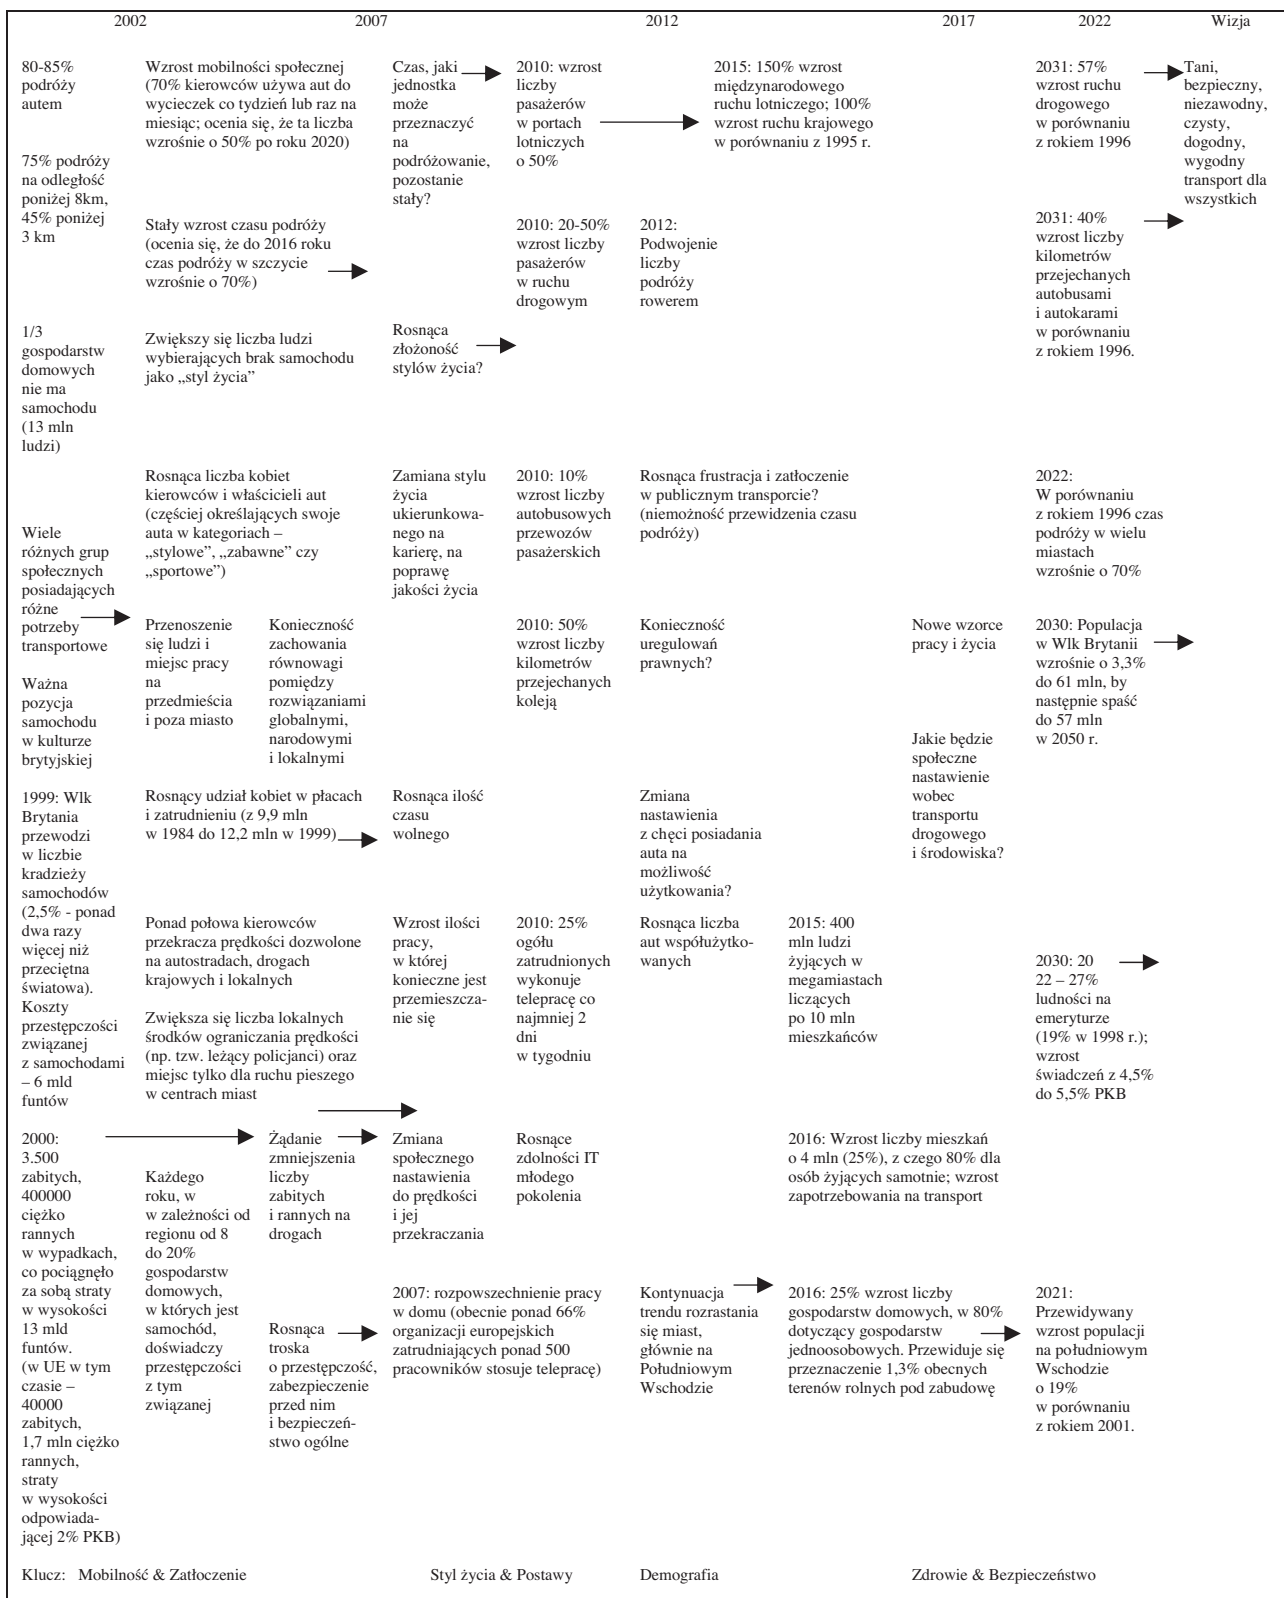 2002
2007
2012
2017
2022
Wizja
80-85%
podróży
autem
75% podróży
na odległość
poniżej 8km,
45% poniżej
3 km
1/3
gospodarstw
domowych
nie ma
samochodu
(13 mln
ludzi)
Wiele
różnych grup
społecznych
posiadających
różne
potrzeby
transportowe
Ważna
pozycja
samochodu
w kulturze
brytyjskiej
1999: Wlk
Brytania
przewodzi
w liczbie
kradzieży
samochodów
(2,5% - ponad
dwa razy
więcej niż
przeciętna
światowa).
Koszty
przestępczości
związanej
z samochodami
– 6 mld
funtów
2000:
3.500
zabitych,
400000
ciężko
rannych
w wypadkach,
co pociągnęło
za sobą straty
w wysokości
13 mld
funtów.
(w UE w tym
czasie –
40000
zabitych,
1,7 mln ciężko
rannych,
straty
w wysokości
odpowiada-
jącej 2% PKB)
Wzrost mobilności społecznej
(70% kierowców używa aut do
wycieczek co tydzień lub raz na
miesiąc; ocenia się, że ta liczba
wzrośnie o 50% po roku 2020)
Stały wzrost czasu podróży
(ocenia się, że do 2016 roku
czas podróży w szczycie
wzrośnie o 70%)
Zwiększy się liczba ludzi
wybierających brak samochodu
jako „styl życia”
Rosnąca liczba kobiet
kierowców i właścicieli aut
(częściej określających swoje
auta w kategoriach –
„stylowe”, „zabawne” czy
„sportowe”)
Przenoszenie
się ludzi i
miejsc pracy
na
przedmieścia
i poza miasto
Konieczność
zachowania
równowagi
pomiędzy
rozwiązaniami
globalnymi,
narodowymi
i lokalnymi
Rosnący udział kobiet w płacach
i zatrudnieniu (z 9,9 mln
w 1984 do 12,2 mln w 1999)
Ponad połowa kierowców
przekracza prędkości dozwolone
na autostradach, drogach
krajowych i lokalnych
Zwiększa się liczba lokalnych
środków ograniczania prędkości
(np. tzw. leżący policjanci) oraz
miejsc tylko dla ruchu pieszego
w centrach miast
Każdego
roku, w
w zależności od
regionu od 8
do 20%
gospodarstw
domowych,
w których jest
samochód,
doświadczy
przestępczości
z tym
związanej
Żądanie
zmniejszenia
liczby
zabitych
i rannych na
drogach
Rosnąca
troska
o przestępczość,
zabezpieczenie
przed nim
i bezpieczeń-
stwo ogólne
Czas, jaki
jednostka
może
przeznaczyć
na
podróżowanie,
pozostanie
stały?
Rosnąca
złożoność
stylów życia?
Zamiana stylu
życia
ukierunkowa-
nego na
karierę, na
poprawę
jakości życia
Rosnąca ilość
czasu
wolnego
Wzrost ilości
pracy,
w której
konieczne jest
przemieszcza-
nie się
Zmiana
społecznego
nastawienia
do prędkości
i jej
przekraczania
2007: rozpowszechnienie pracy
w domu (obecnie ponad 66%
organizacji europejskich
zatrudniających ponad 500
pracowników stosuje telepracę)
2010: wzrost
liczby
pasażerów
w portach
lotniczych
o 50%
2010: 20-50%
wzrost liczby
pasażerów
w ruchu
drogowym
2010: 10%
wzrost liczby
autobusowych
przewozów
pasażerskich
2010: 50%
wzrost liczby
kilometrów
przejechanych
koleją
2010: 25%
ogółu
zatrudnionych
wykonuje
telepracę co
najmniej 2
dni
w tygodniu
Rosnące
zdolności IT
młodego
pokolenia
2015: 150% wzrost
międzynarodowego
ruchu lotniczego; 100%
wzrost ruchu krajowego
w porównaniu z 1995 r.
2012:
Podwojenie
liczby
podróży
rowerem
Rosnąca frustracja i zatłoczenie
w publicznym transporcie?
(niemożność przewidzenia czasu
podróży)
Konieczność
uregulowań
prawnych?
Zmiana
nastawienia
z chęci posiadania
auta na
możliwość
użytkowania?
Rosnąca liczba
aut współużytko-
wanych
2015: 400
mln ludzi
żyjących w
megamiastach
liczących
po 10 mln
mieszkańców
2016: Wzrost liczby mieszkań
o 4 mln (25%), z czego 80% dla
osób żyjących samotnie; wzrost
zapotrzebowania na transport
Kontynuacja
trendu rozrastania
się miast,
głównie na
Południowym
Wschodzie
2016: 25% wzrost liczby
gospodarstw domowych, w 80%
dotyczący gospodarstw
jednoosobowych. Przewiduje się
przeznaczenie 1,3% obecnych
terenów rolnych pod zabudowę
Nowe wzorce
pracy i życia
Jakie będzie
społeczne
nastawienie
wobec
transportu
drogowego
i środowiska?
2031: 57%
wzrost ruchu
drogowego
w porównaniu
z rokiem 1996
2031: 40%
wzrost liczby
kilometrów
przejechanych
autobusami
i autokarami
w porównaniu
z rokiem 1996.
2022:
W porównaniu
z rokiem 1996 czas
podróży w wielu
miastach
wzrośnie o 70%
2030: Populacja
w Wlk Brytanii
wzrośnie o 3,3%
do 61 mln, by
następnie spaść
do 57 mln
w 2050 r.
2030: 20
22 – 27%
ludności na
emeryturze
(19% w 1998 r.);
wzrost
świadczeń z 4,5%
do 5,5% PKB
2021:
Przewidywany
wzrost populacji
na południowym
Wschodzie
o 19%
w porównaniu
z rokiem 2001.
Tani,
bezpieczny,
niezawodny,
czysty,
dogodny,
wygodny
transport dla
wszystkich
Klucz: Mobilność & Zatłoczenie
Styl życia & Postawy
Demografia
Zdrowie & Bezpieczeństwo